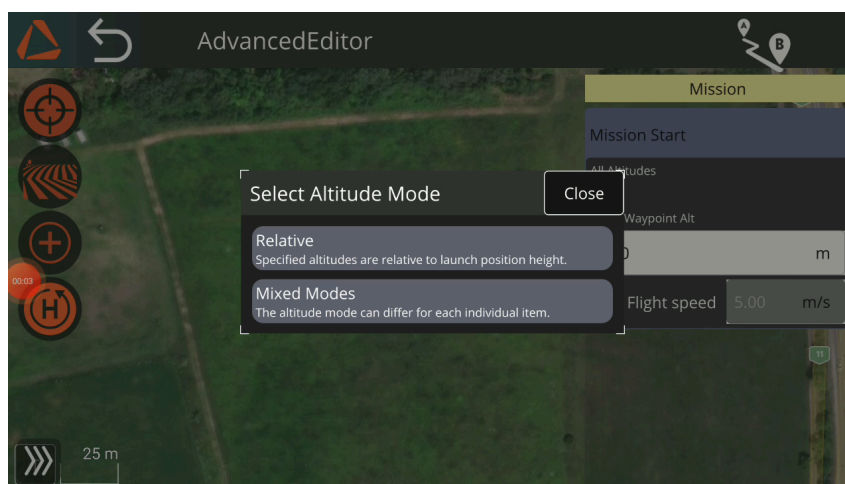 AdvancedEditor
A
B
Mission
Mission Start
All Altitudes
Waypoint Alt
m
Flight speed 5.00 m/s
Select Altitude Mode
Close
Relative
Specified altitudes are relative to launch position height.
Mixed Modes
The altitude mode can differ for each individual item.
00:03
H
11
25 m